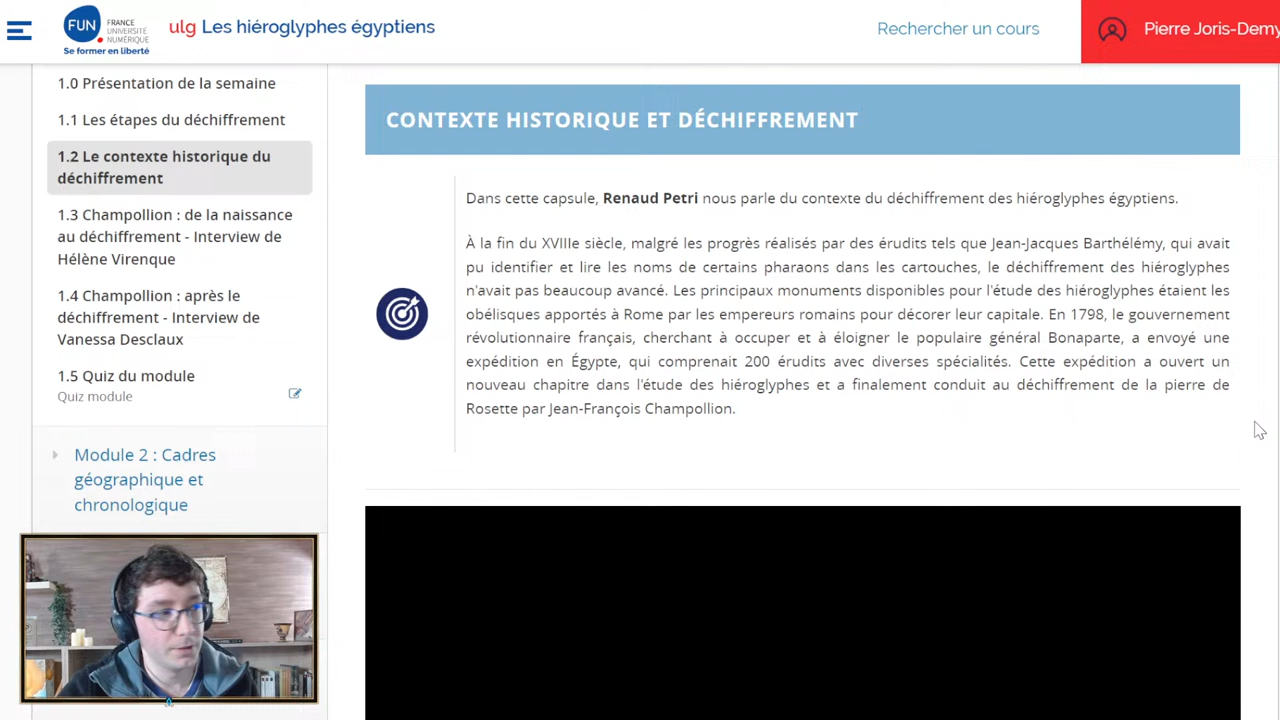 FUN
FRANCE
UNIVERSITÉ
NUMÉRIQUE
Se former en liberté
ulg Les hiéroglyphes égyptiens
Rechercher un cours
Pierre Joris-Demy
1.0 Présentation de la semaine
1.1 Les étapes du déchiffrement
1.2 Le contexte historique du
déchiffrement
1.3 Champollion : de la naissance
au déchiffrement - Interview de
Hélène Virenque
1.4 Champollion : après le
déchiffrement - Interview de
Vanessa Desclaux
1.5 Quiz du module
Quiz module
Module 2 : Cadres
géographique et
chronologique
CONTEXTE HISTORIQUE ET DÉCHIFFREMENT
Dans cette capsule, Renaud Petri nous parle du contexte du déchiffrement des hiéroglyphes égyptiens.
À la fin du XVIIIe siècle, malgré les progrès réalisés par des érudits tels que Jean-Jacques Barthélémy, qui avait
pu identifier et lire les noms de certains pharaons dans les cartouches, le déchiffrement des hiéroglyphes
n'avait pas beaucoup avancé. Les principaux monuments disponibles pour l'étude des hiéroglyphes étaient les
obélisques apportés à Rome par les empereurs romains pour décorer leur capitale. En 1798, le gouvernement
révolutionnaire français, cherchant à occuper et à éloigner le populaire général Bonaparte, a envoyé une
expédition en Égypte, qui comprenait 200 érudits avec diverses spécialités. Cette expédition a ouvert un
nouveau chapitre dans l'étude des hiéroglyphes et a finalement conduit au déchiffrement de la pierre de
Rosette par Jean-François Champollion.